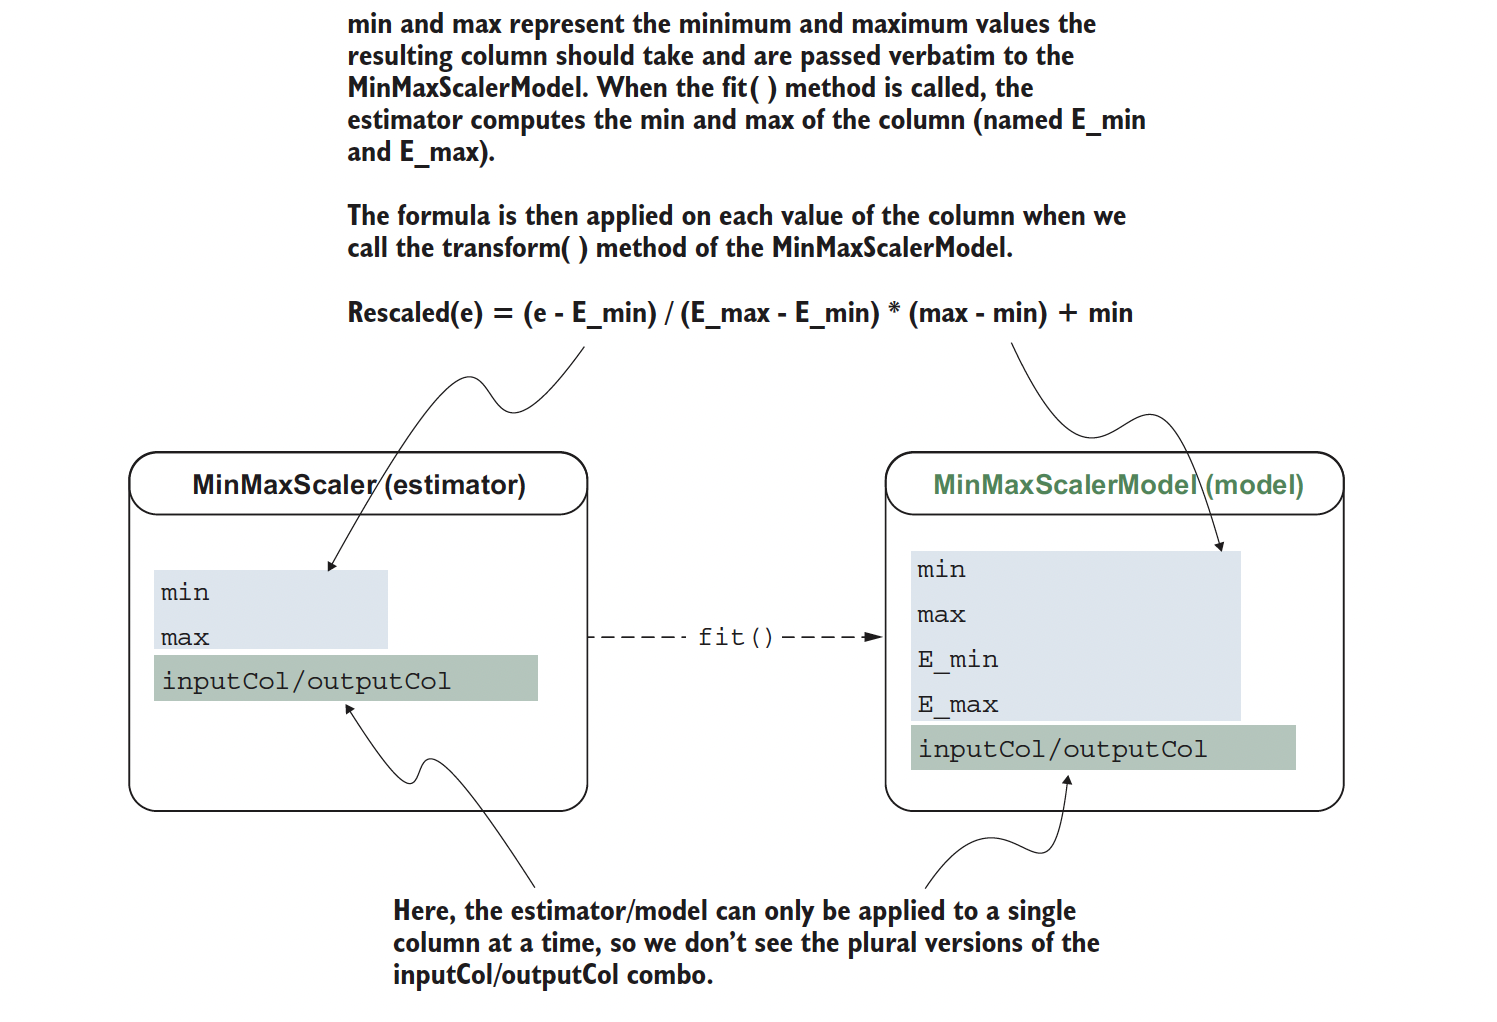 min and max represent the minimum and maximum values the
resulting column should take and are passed verbatim to the
MinMaxScalerModel. When the fit( ) method is called, the
estimator computes the min and max of the column (named E_min
and E_max).
The formula is then applied on each value of the column when we
call the transform( ) method of the MinMaxScalerModel.
Rescaled(e) = (e - E_min) / (E_max - E_min) * (max - min) + min
MinMaxScaler (estimator)
min
max
inputCol/outputCol
fit()
MinMaxScalerModel (model)
min
max
E_min
E_max
inputCol/outputCol
Here, the estimator/model can only be applied to a single
column at a time, so we don’t see the plural versions of the
inputCol/outputCol combo.